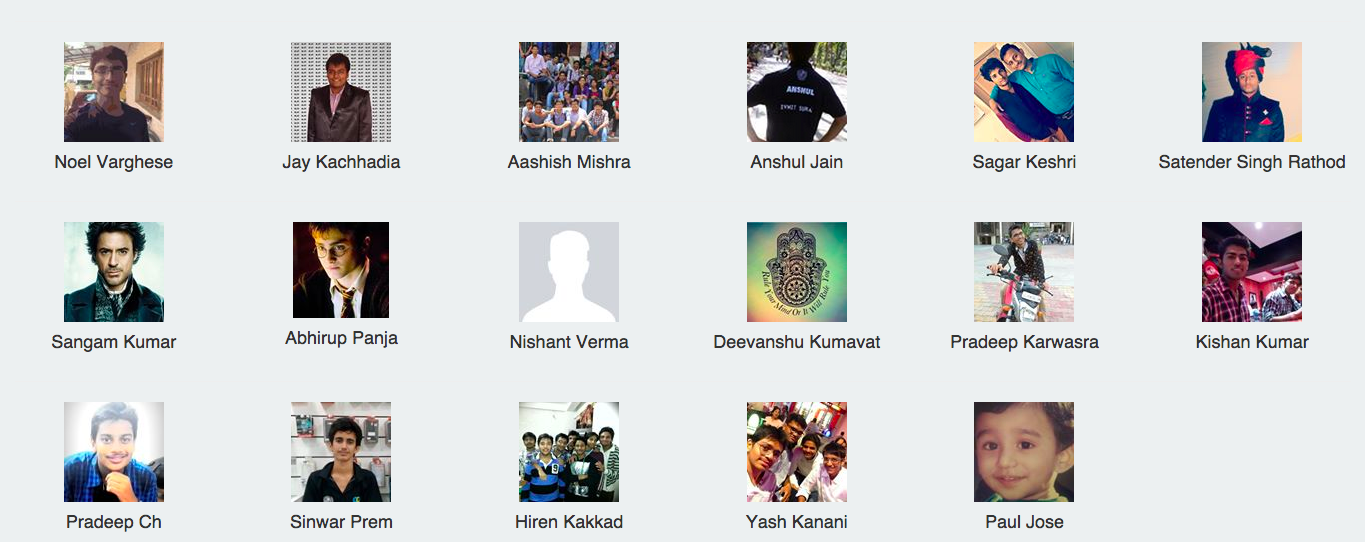 Noel Varghese
Jay Kachhadia
Aashish Mishra
ANSHUL
Anshul Jain
Sagar Keshri
Satender Singh Rathod
Sangam Kumar
Abhirup Panja
Nishant Verma
Rule Your Mind Or It Will Rule You
Deevanshu Kumavat
Pradeep Karwasra
Kishan Kumar
Pradeep Ch
Sinwar Prem
Hiren Kakkad
Yash Kanani
Paul Jose